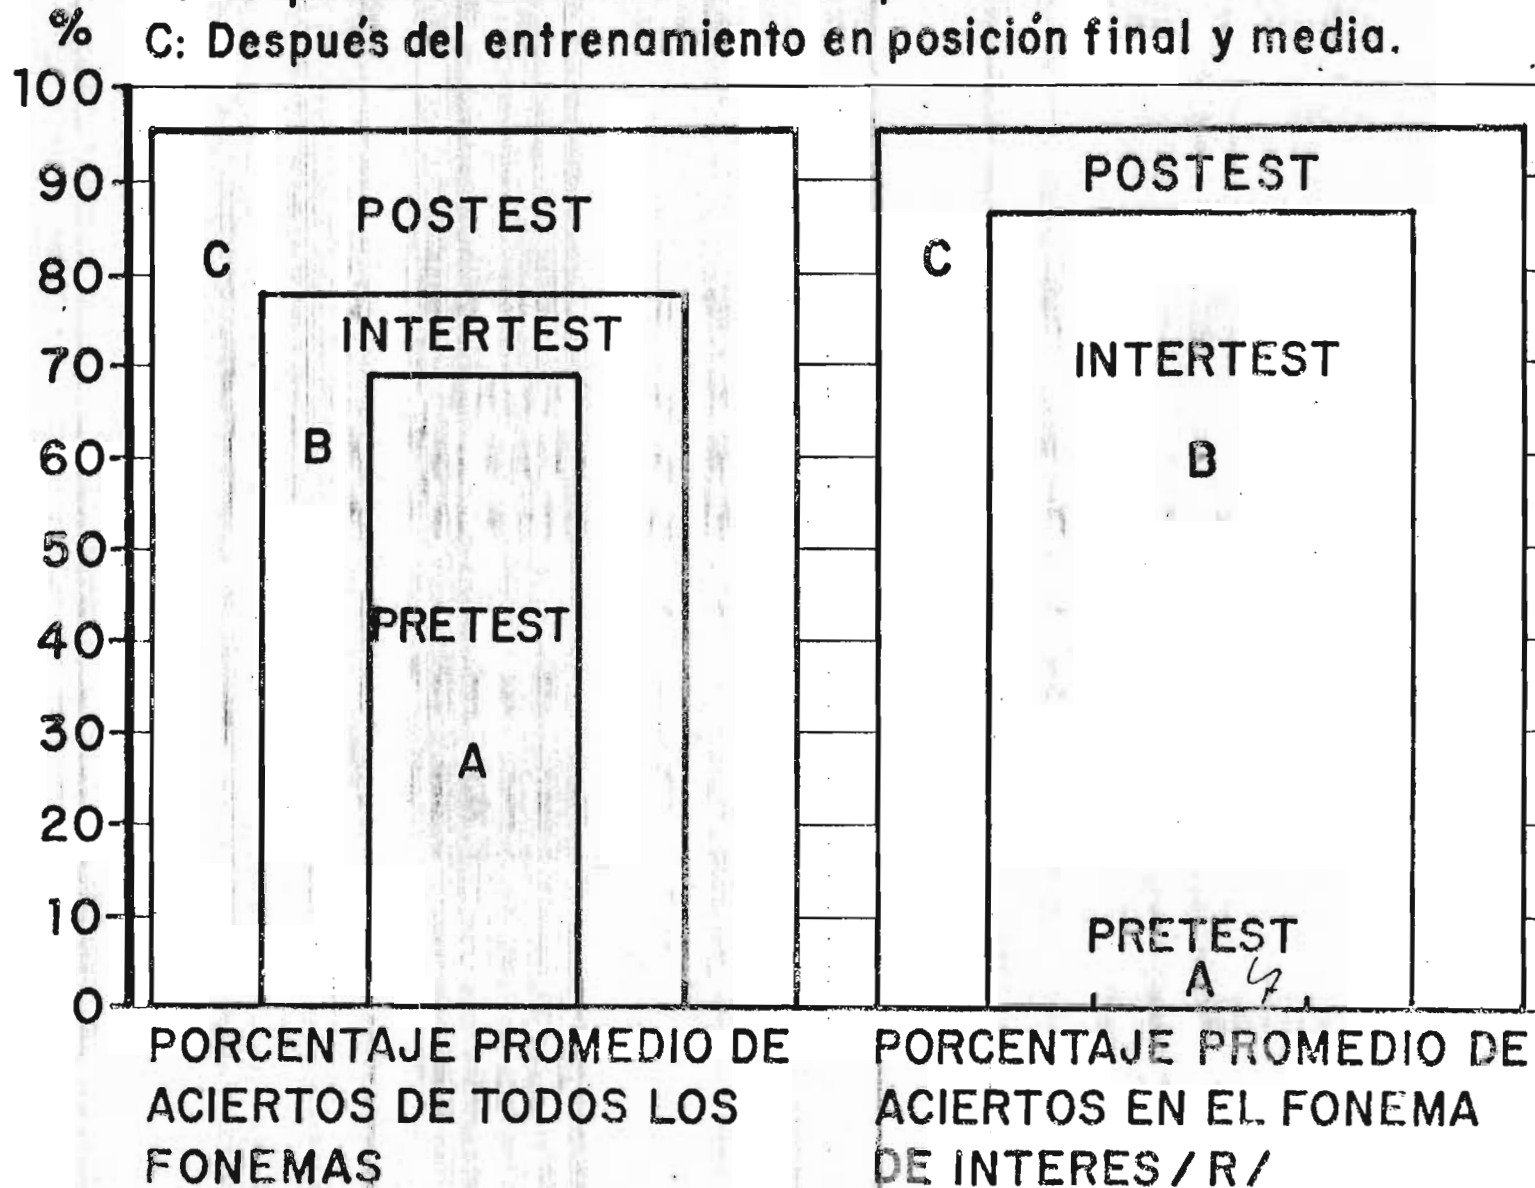 %
C: Después del entrenamiento en posición final y media.
100
90
80
70
60
50
40
30
20
10
0
POSTEST
C
INTERTEST
B
PRETEST
A
PORCENTAJE PROMEDIO DE
ACIERTOS DE TODOS LOS
FONEMAS
POSTEST
C
INTERTEST
B
PRETEST
A
PORCENTAJE PROMEDIO DE
ACIERTOS EN EL FONEMA
DE INTERES / R /